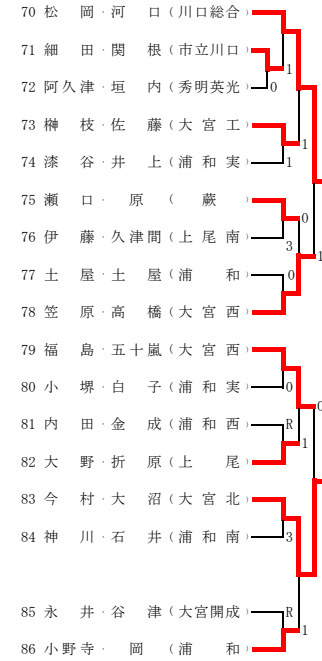 70 松 岡・河 口（川口総合）
71 細 田・関 根（市立川口）
1
72 阿久津・垣 内（秀明英光）
0
73 榊 枝・佐 藤（大 宮 工）
1
74 漆 谷・井 上（浦 和 実）
1
75 瀬 口・ 原 （ 蕨 ）
0
76 伊 藤・久津間（上 尾 南）
3
1
77 土 屋・土 屋（浦 和）
0
78 笠 原・高 橋（大 宮 西）
79 福 島・五十嵐（大 宮 西）
80 小 堺・白 子（浦 和 実）
0
0
81 内 田・金 成（浦 和 西）
R
1
82 大 野・折 原（上 尾）
83 今 村・大 沼（大 宮 北）
84 神 川・石 井（浦 和 南）
3
85 永 井・谷 津（大宮開成）
R
1
86 小野寺・ 岡 （浦 和）